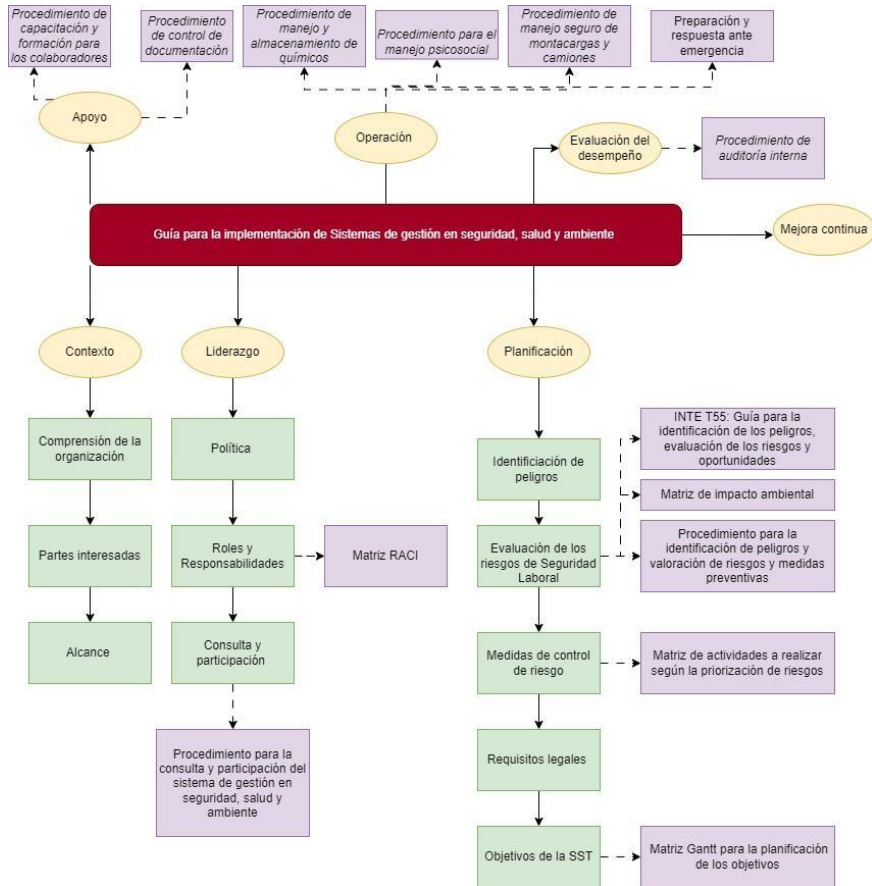 Procedimiento de
capacitación y
formación para
los colaboradores
Procedimiento
de control de
documentación
Procedimiento de
manejo y
almacenamiento de
químicos
Procedimiento para el
manejo psicosocial
Procedimiento de
manejo seguro de
montacargas y
camiones
Preparación y
respuesta ante
emergencia
Apoyo
Operación
Evaluación del
desempeño
Procedimiento de
auditoría interna
Guía para la implementación de Sistemas de gestión en seguridad, salud y ambiente
Mejora continua
Contexto
Liderazgo
Planificación
Comprensión de la
organización
Política
Identificiación de
peligros
INTE T55: Guía para la
identificación de los peligros,
evaluación de los riesgos y
oportunidades
Matriz de impacto ambiental
Partes interesadas
Roles y
Responsabilidades
Matriz RACI
Evaluación de los
riesgos de Seguridad
Laboral
Procedimiento para la
identificación de peligros y
valoración de riesgos y medidas
preventivas
Alcance
Consulta y
participación
Medidas de control
de riesgo
Matriz de actividades a realizar
según la priorización de riesgos
Procedimiento para la
consulta y participación del
sistema de gestión en
seguridad, salud y
ambiente
Requisitos legales
Objetivos de la SST
Matriz Gantt para la planificación
de los objetivos